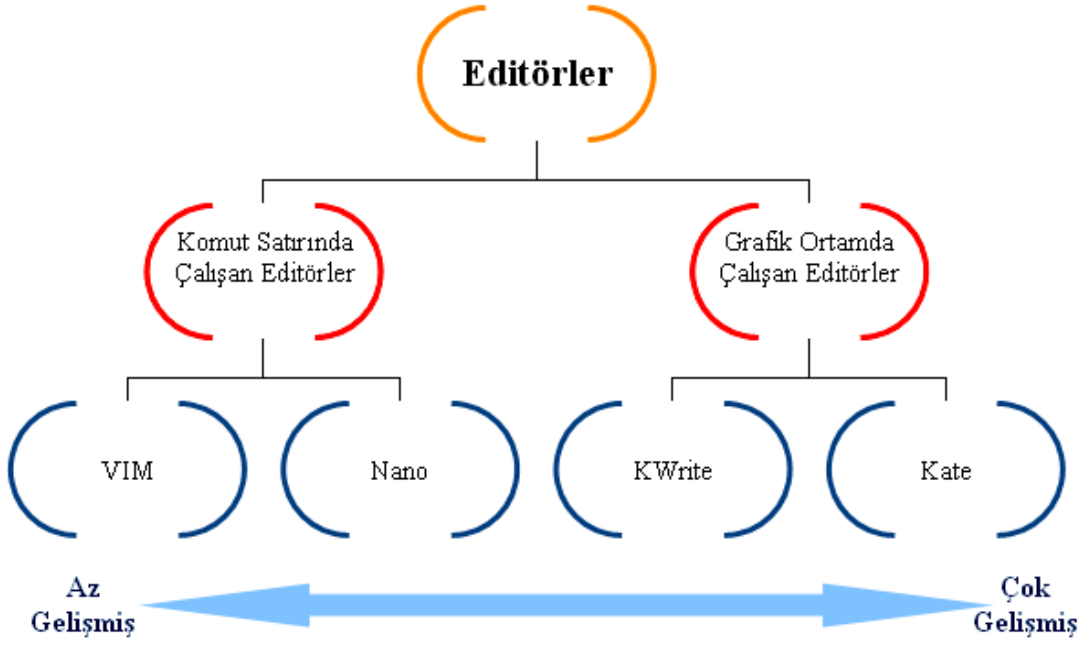 Editörler
Komut Satırında
Çalışan Editörler
Grafik Ortamda
Çalışan Editörler
VIM
Nano
KWrite
Kate
Az
Gelişmiş
Çok
Gelişmiş